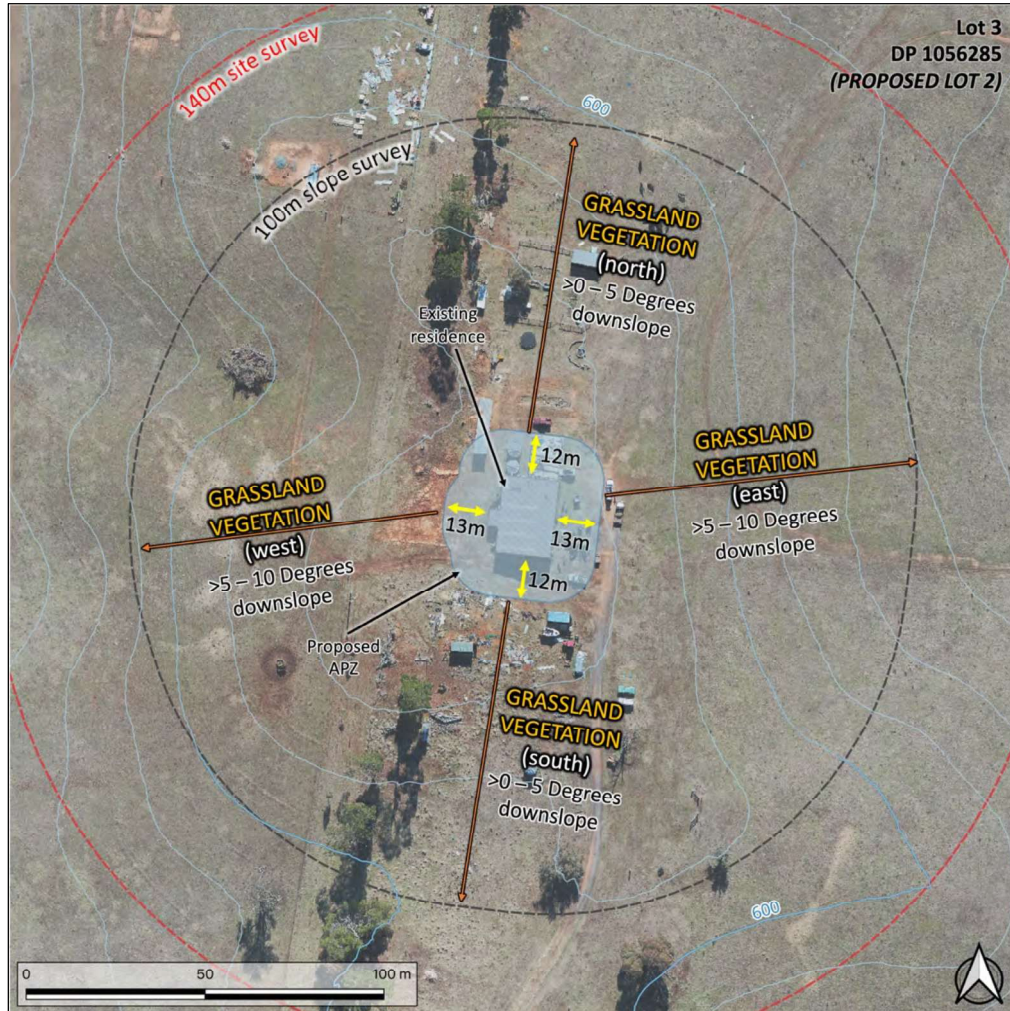 Lot 3
DP 1056285
(PROPOSED LOT 2)
140m site survey
600
100m slope survey
GRASSLAND
VEGETATION
(north)
>0 – 5 Degrees
downslope
Existing
residence
12m
GRASSLAND
VEGETATION
(east)
>5 – 10 Degrees
downslope
GRASSLAND
VEGETATION
(west)
>5 – 10 Degrees
downslope
13m
13m
12m
Proposed
APZ
GRASSLAND
VEGETATION
(south)
>0 – 5 Degrees
downslope
600
0 50 100 m